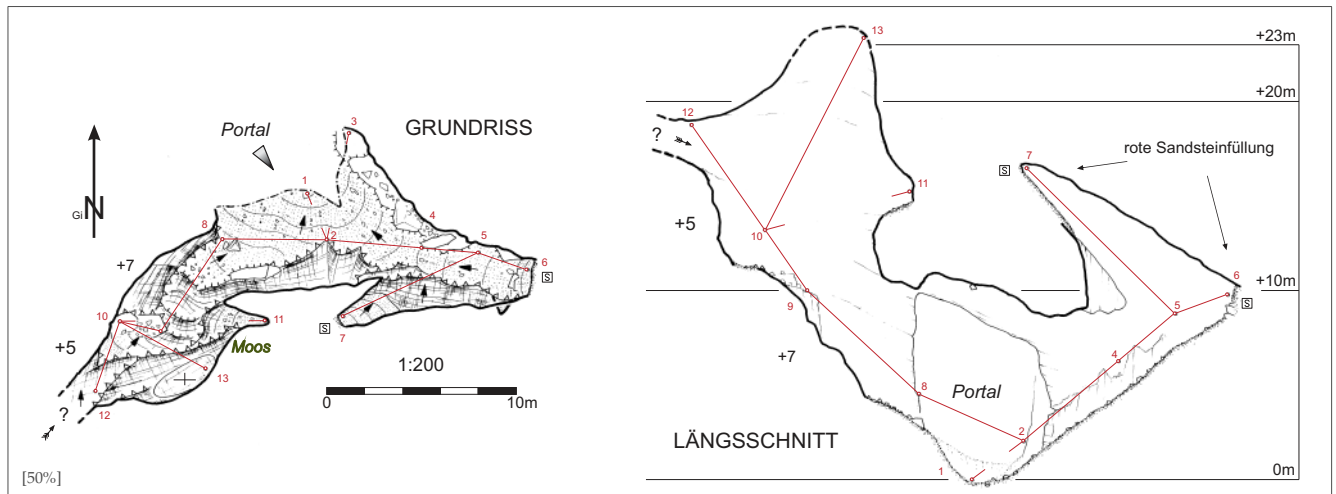 GRUNDRISS
Portal
Gi N
3
1
8
2
4
5
6
S
+7
7
S
10
11
Moos
+5
13
12
?
1:200
0
10m
[50%]
13
+23m
+20m
12
?
rote Sandsteinfüllung
7
S
11
+5
10
6
+10m
S
9
5
+7
4
8
Portal
2
LÄNGSSCHNITT
1
0m